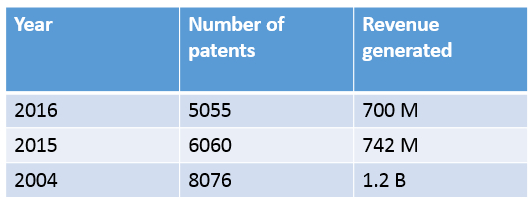 Year Number of patents Revenue generated
2016 5055 700 M
2015 6060 742 M
2004 8076 1.2 B